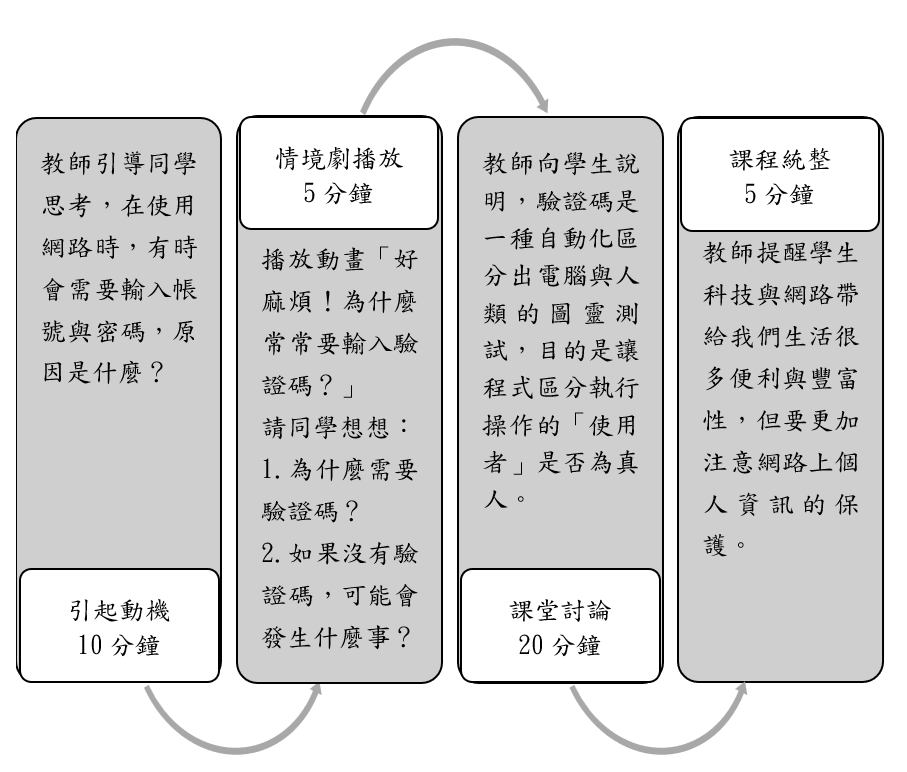 教師引導同學
思考，在使用
網路時，有時
會需要輸入帳
號與密碼，原
因是什麼？
引起動機
10 分鐘
情境劇播放
5 分鐘
播放動畫「好
麻煩！為什麼
常常要輸入驗
證碼？」
請同學想想：
1. 為什麼需要
驗證碼？
2. 如果沒有驗
證碼，可能會
發生什麼事？
教師向學生說
明，驗證碼是
一種自動化區
分出電腦與人
類的圖靈測
試，目的是讓
程式區分執行
操作的「使用
者」是否為真
人。
課堂討論
20 分鐘
課程統整
5 分鐘
教師提醒學生
科技與網路帶
給我們生活很
多便利與豐富
性，但要更加
注意網路上個
人資訊的保
護。